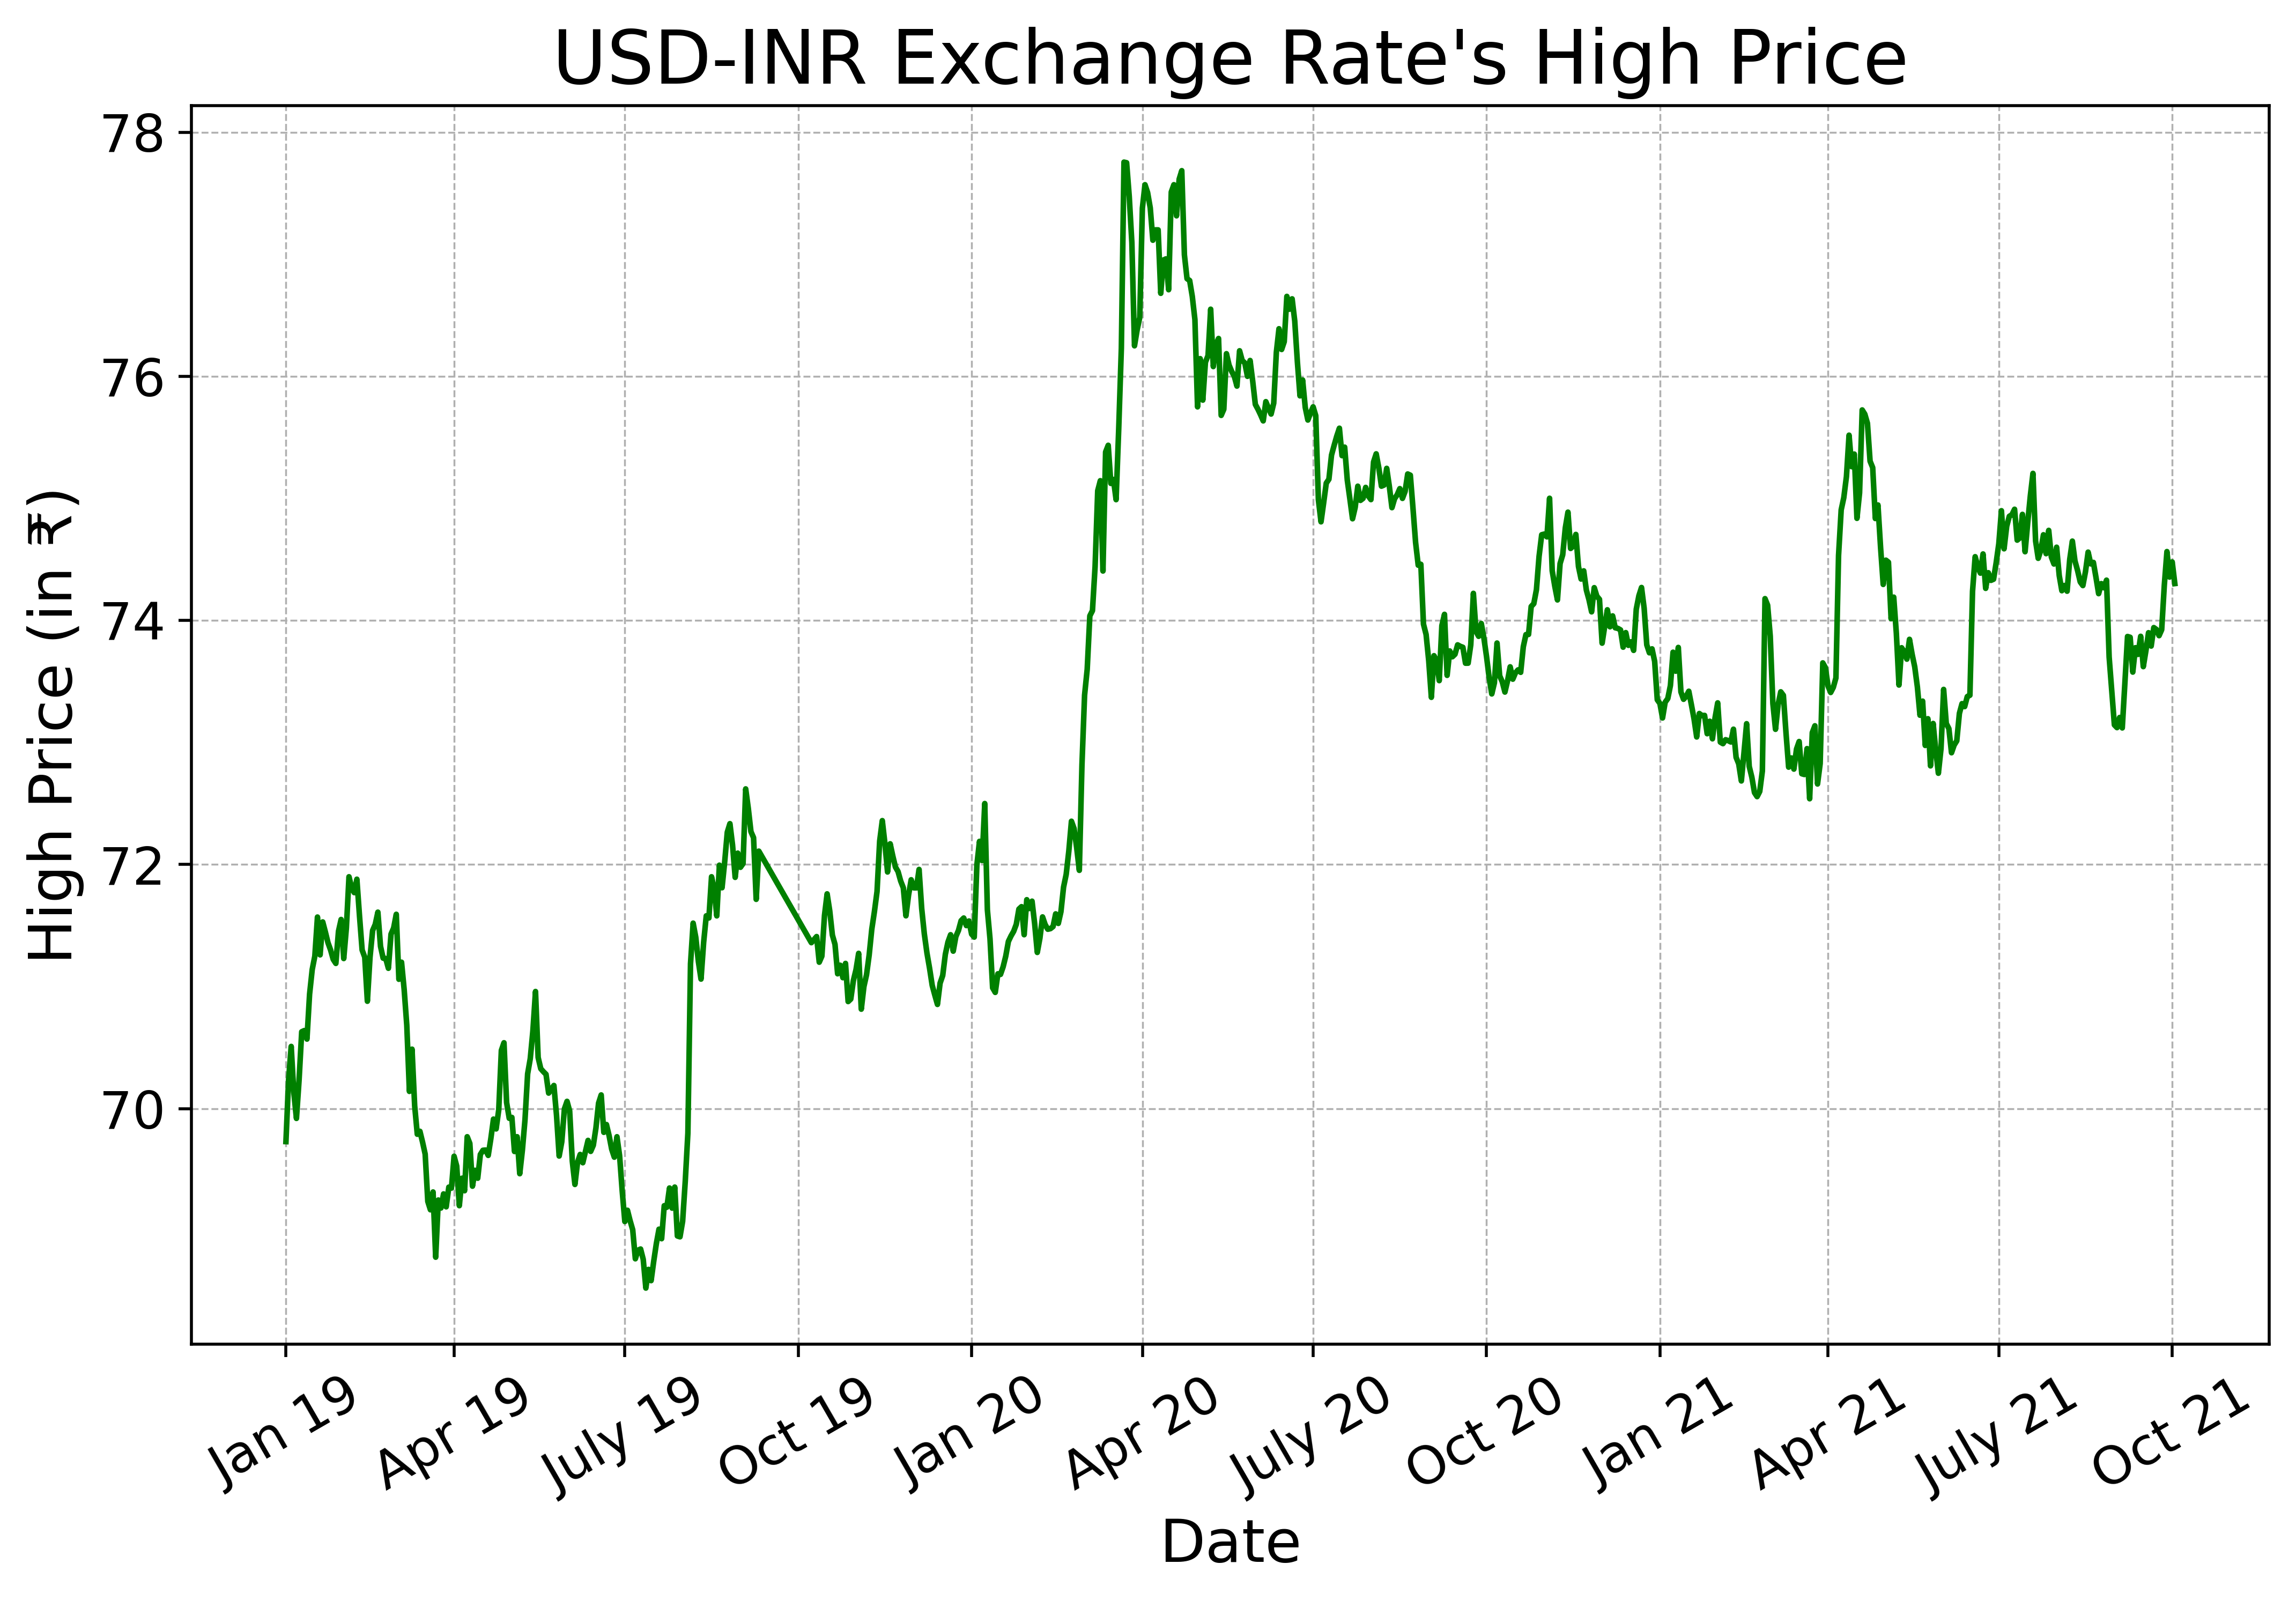 USD-INR Exchange Rate's High Price
High Price (in ₹)
78
76
74
72
70
Jan 19
Apr 19
July 19
Oct 19
Jan 20
Apr 20
July 20
Oct 20
Jan 21
Apr 21
July 21
Oct 21
Date